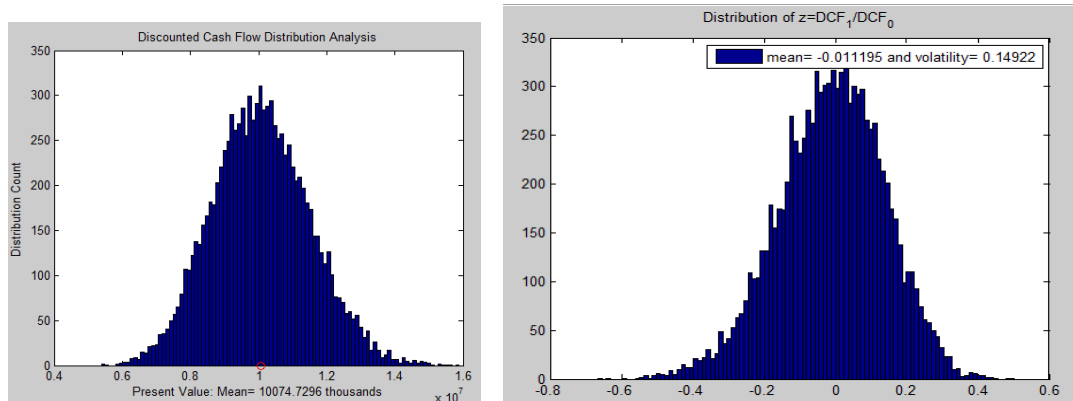 Discounted Cash Flow Distribution Analysis
350
300
250
200
150
100
50
0
Distribution Count
0.4 0.6 0.8 1 1.2 1.4 1.6
Present Value: Mean= 10074.7296 thousands
x 10^7
Distribution of z=DCF_1/DCF_0
mean= -0.011195 and volatility= 0.14922
350
300
250
200
150
100
50
0
-0.8 -0.6 -0.4 -0.2 0 0.2 0.4 0.6